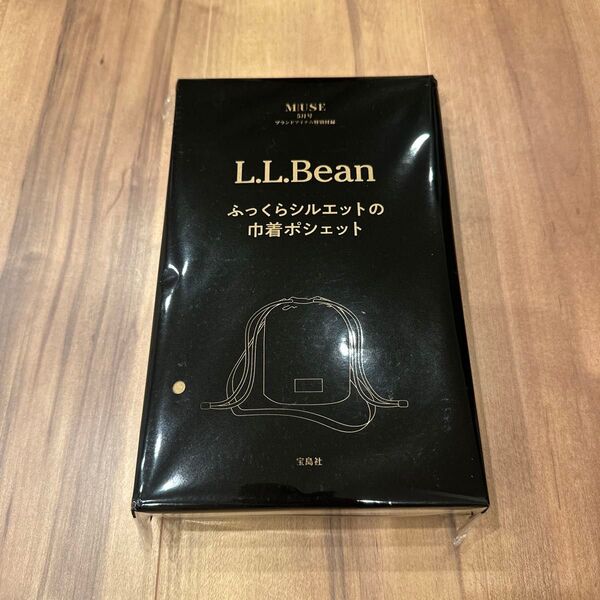 MUSE
5月号
ブランドアイテム特別付録
L.L.Bean
ふっくらシルエットの
巾着ポシェット
宝島社